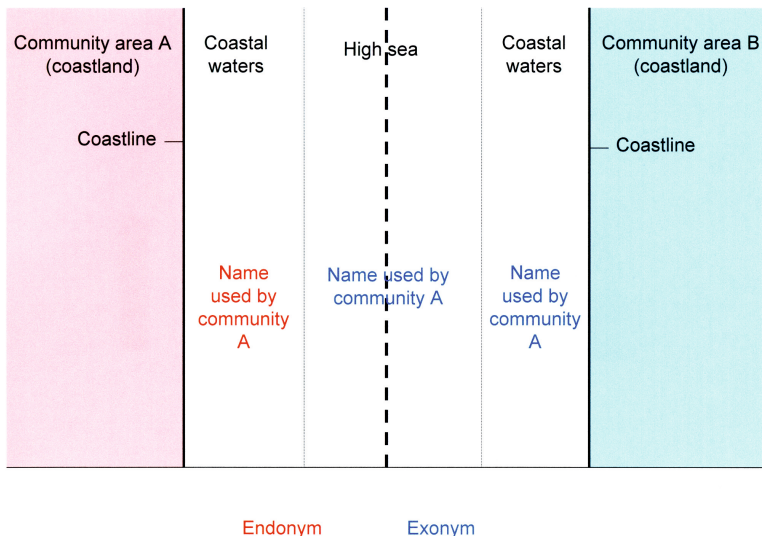 Community area A
(coastland)
Coastal
waters
High sea
Coastal
waters
Community area B
(coastland)
Coastline
Coastline
Name
used by
community
A
Name used by
community A
Name
used by
community
A
Endonym
Exonym